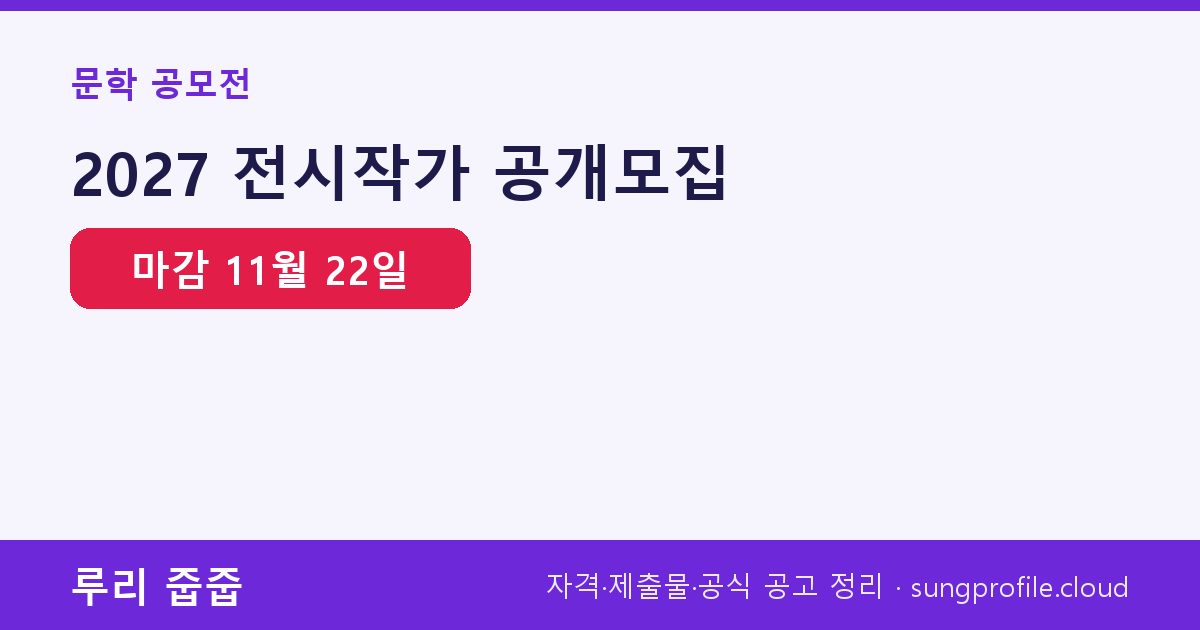 문학 공모전
2027 전시작가 공개모집
마감 11월 22일
루리 줍줍
자격·제출물·공식 공고 정리 · sungprofile.cloud